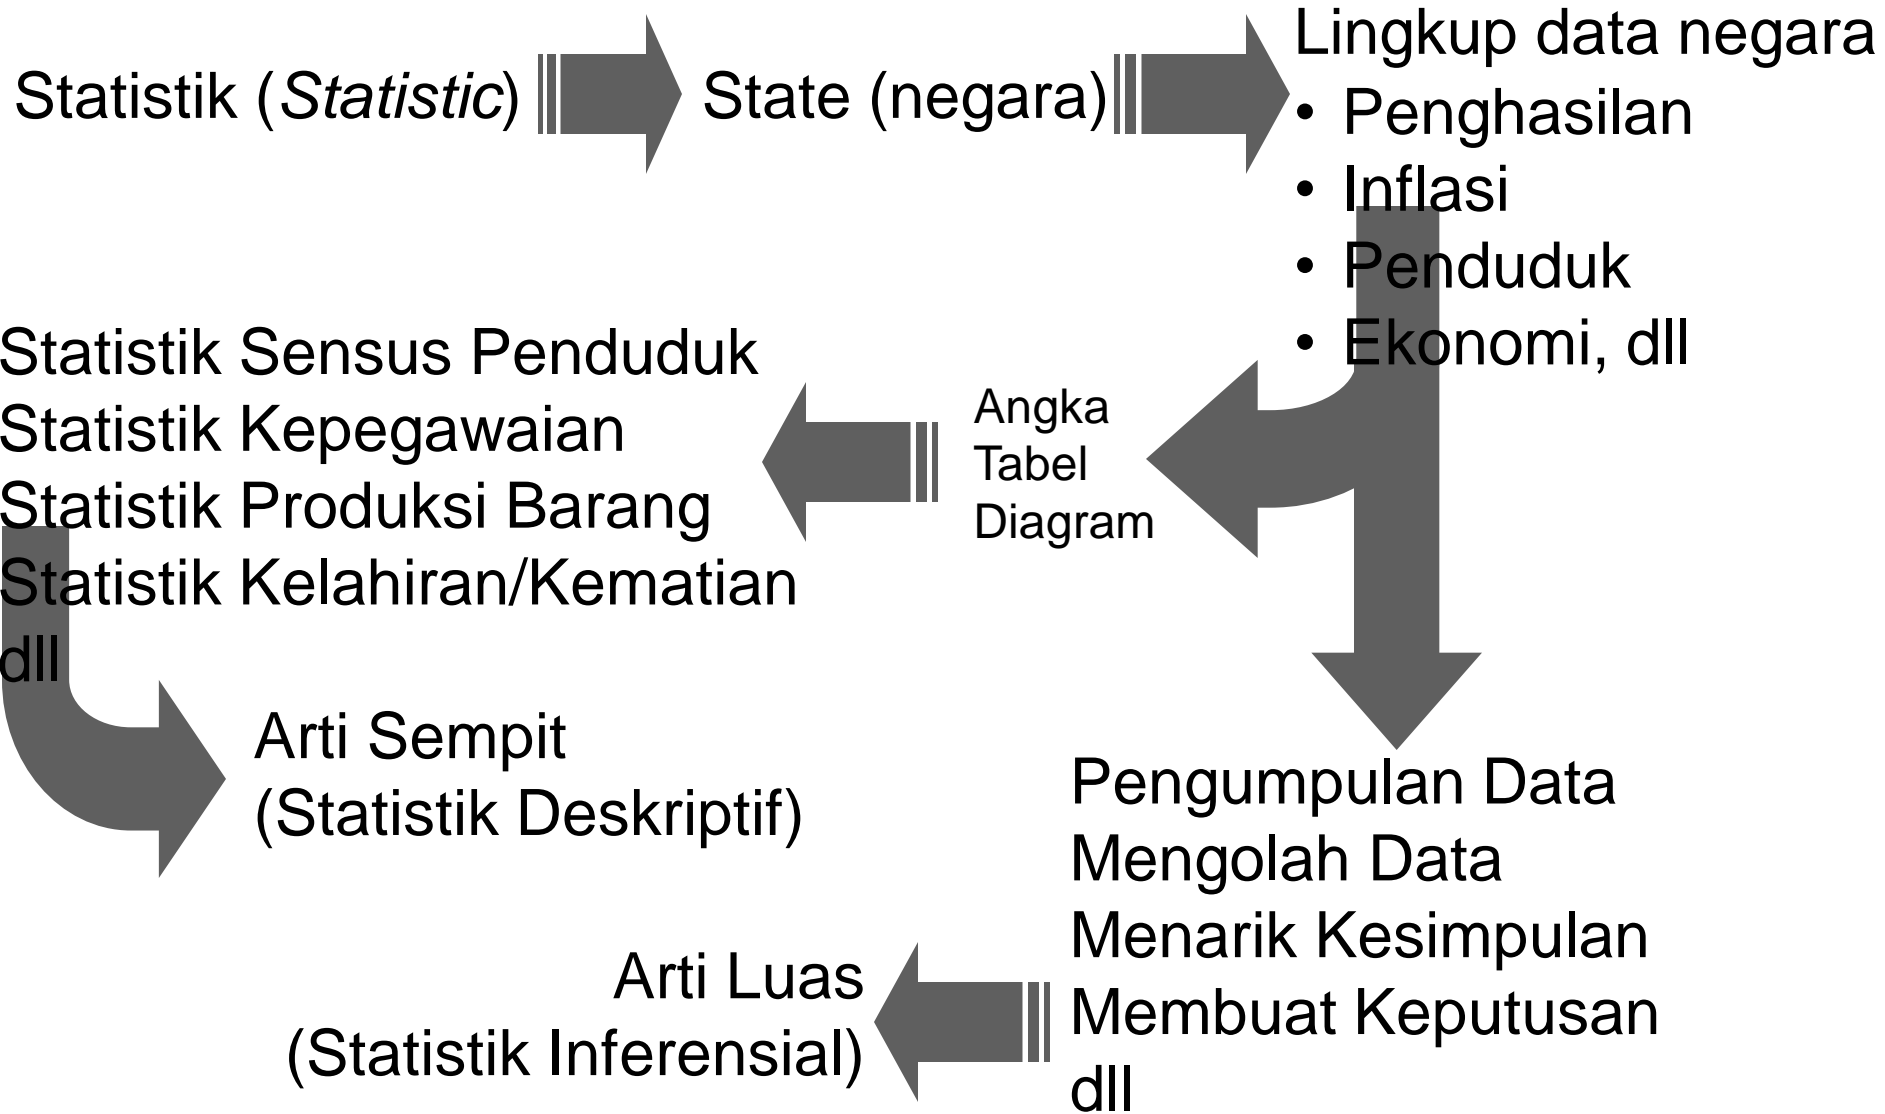 Statistik (Statistic)
State (negara)
Lingkup data negara
• Penghasilan
• Inflasi
• Penduduk
• Ekonomi, dll
Angka
Tabel
Diagram
Statistik Sensus Penduduk
Statistik Kepegawaian
Statistik Produksi Barang
Statistik Kelahiran/Kematian
dll
Arti Sempit
(Statistik Deskriptif)
Pengumpulan Data
Mengolah Data
Menarik Kesimpulan
Membuat Keputusan
dll
Arti Luas
(Statistik Inferensial)